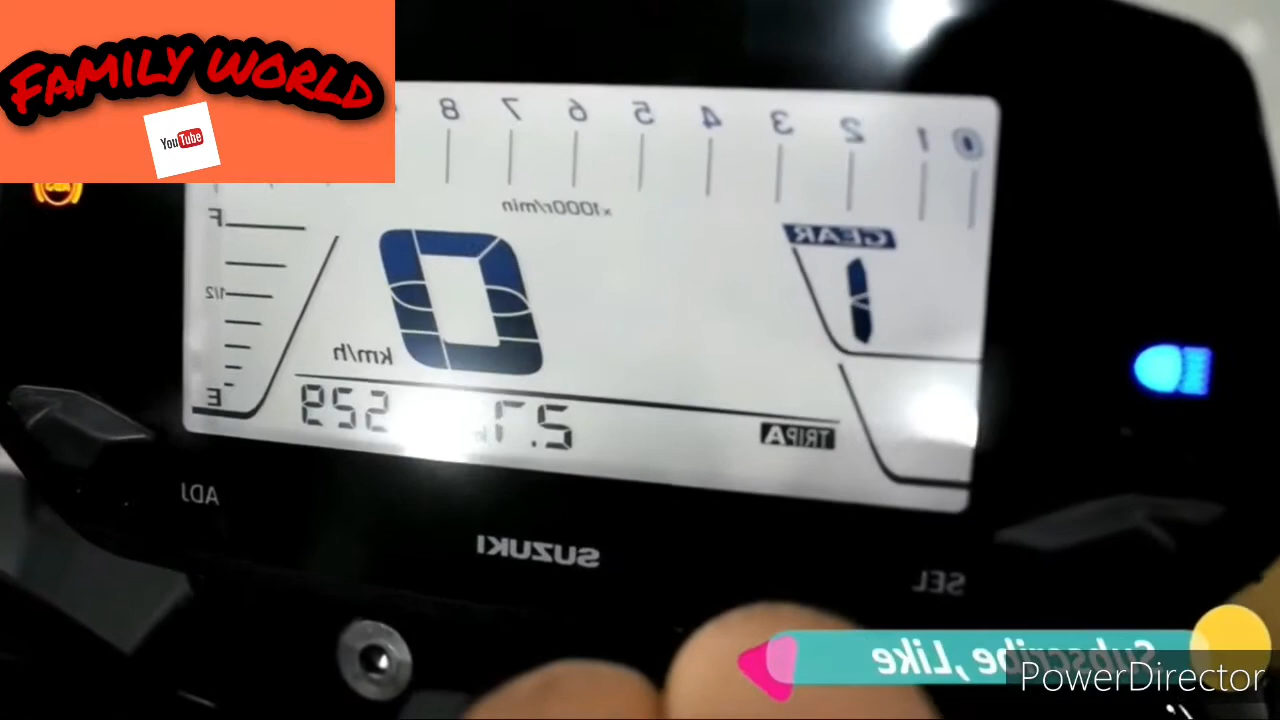 FAMILY WORLD
YouTube
0 1 2 3 4 5 6 7 8
x1000r/min
GEAR
1
0
km/h
F
1/2
E
TRIP A
ADJ
SUZUKI
SEL
Subscribe, Like
PowerDirector